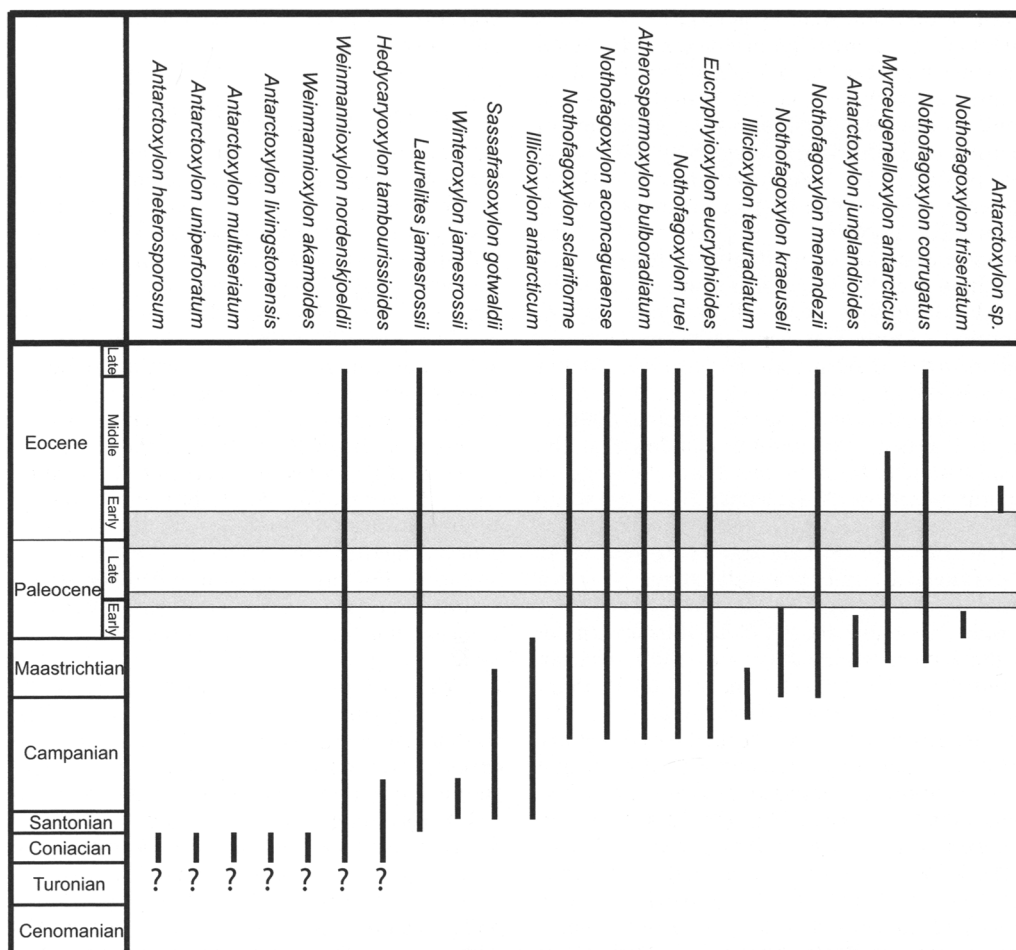 Antarctoxylon heterosporosum
Antarctoxylon uniperforatum
Antarctoxylon multiseriatum
Antarctoxylon livingstonensis
Weinmannioxylon akamoides
Weinmannioxylon nordenskjoeldii
Hedycaryoxylon tambourissioides
Laurelites jamesrossii
Winteroxylon jamesrossii
Sassafrasoxylon gotwaldii
Illicioxylon antarcticum
Nothofagoxylon sclariforme
Nothofagoxylon aconcaguaense
Atherospermoxylon bulboradiatum
Nothofagoxylon ruei
Eucryphyioxylon eucryphioides
Illicioxylon tenuradiatum
Nothofagoxylon kraeuseli
Nothofagoxylon menendezii
Antarctoxylon junglandioides
Myrceugenelloxylon antarcticus
Nothofagoxylon corrugatus
Nothofagoxylon triseriatum
Antarctoxylon sp.
Eocene
Late
Middle
Early
Paleocene
Late
Early
Maastrichtian
Campanian
Santonian
Coniacian
Turonian
? ? ? ? ? ? ?
Cenomanian